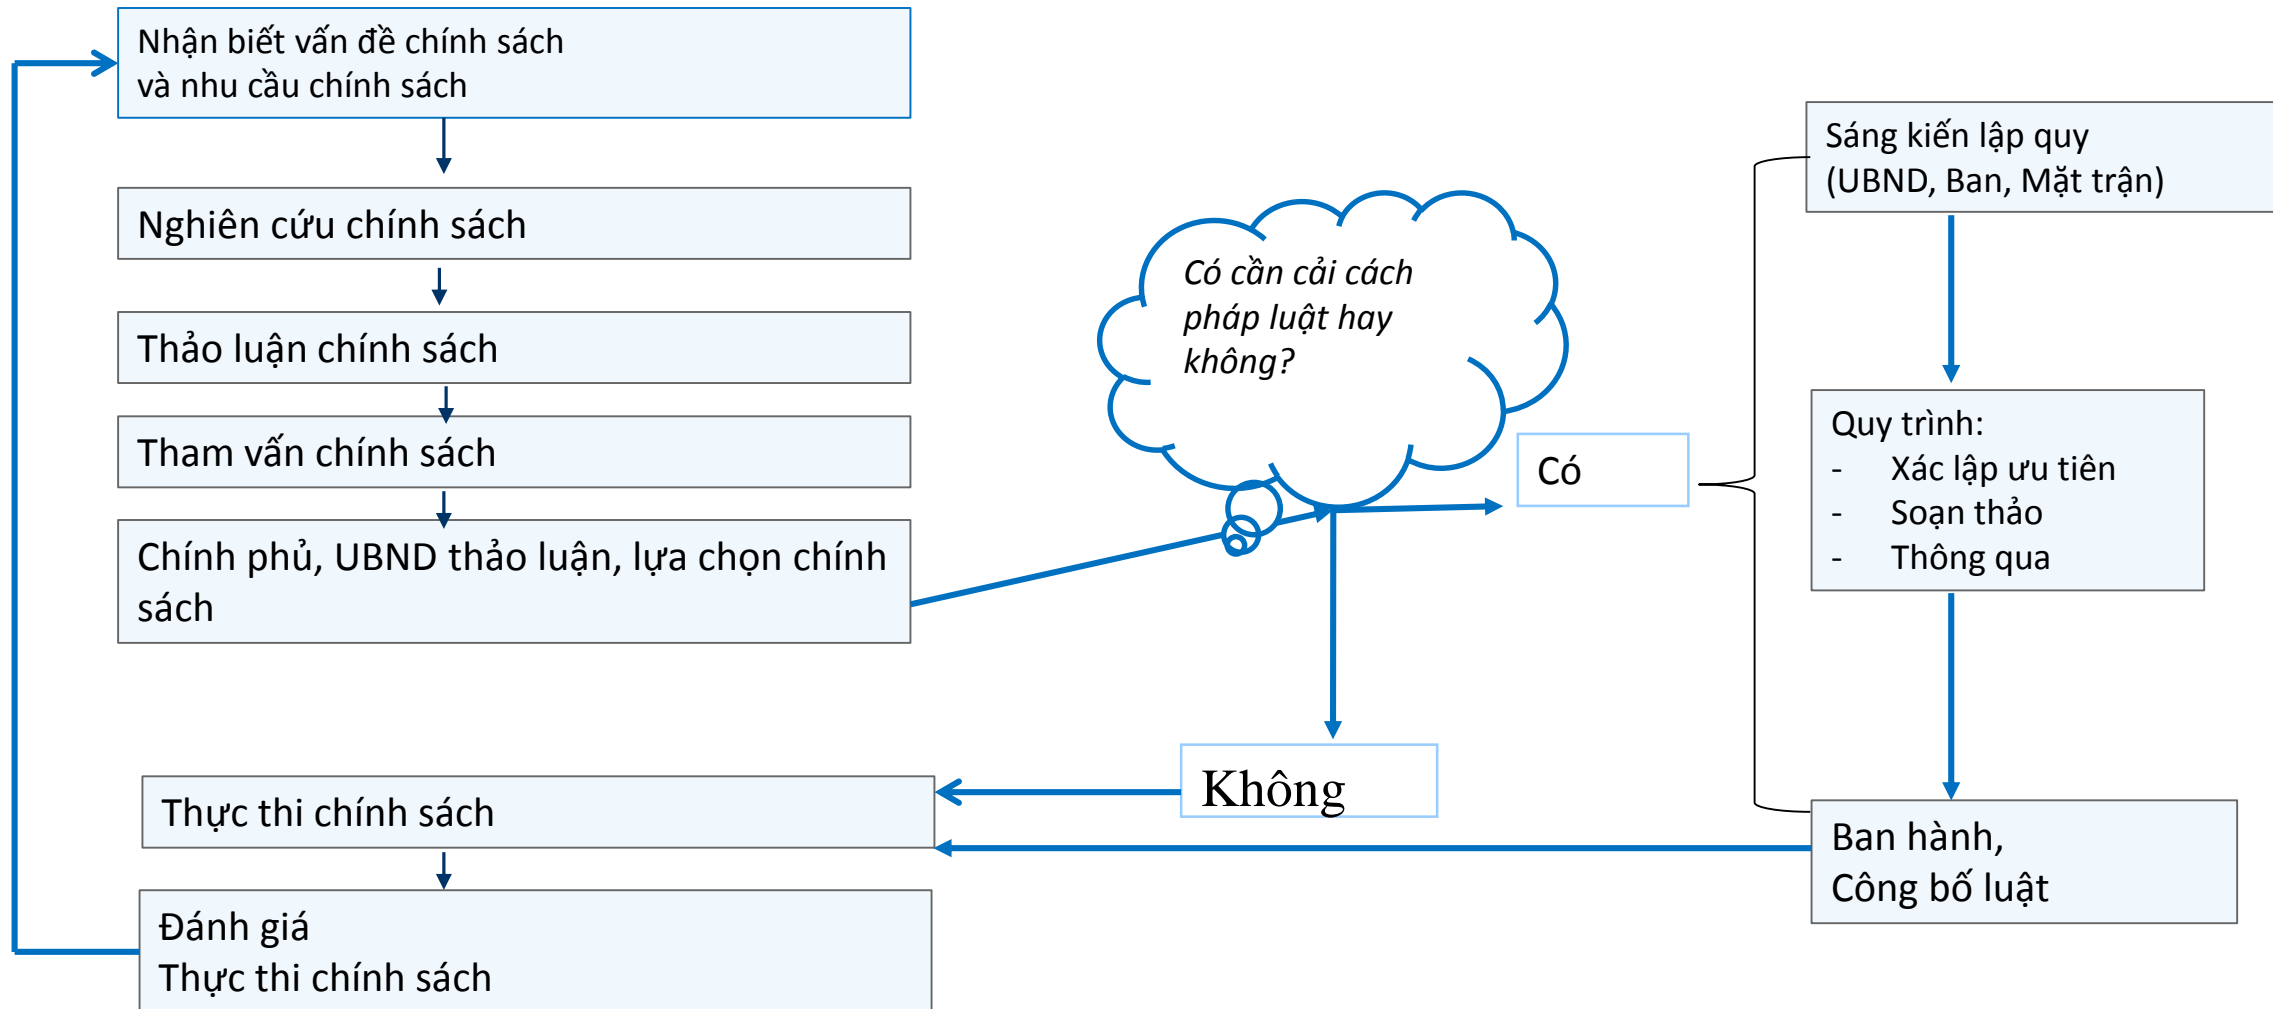 Nhận biết vấn đề chính sách
và nhu cầu chính sách
Nghiên cứu chính sách
Thảo luận chính sách
Tham vấn chính sách
Chính phủ, UBND thảo luận, lựa chọn chính
sách
Thực thi chính sách
Đánh giá
Thực thi chính sách
Có cần cải cách
pháp luật hay
không?
Có
Không
Sáng kiến lập quy
(UBND, Ban, Mặt trận)
Quy trình:
- Xác lập ưu tiên
- Soạn thảo
- Thông qua
Ban hành,
Công bố luật